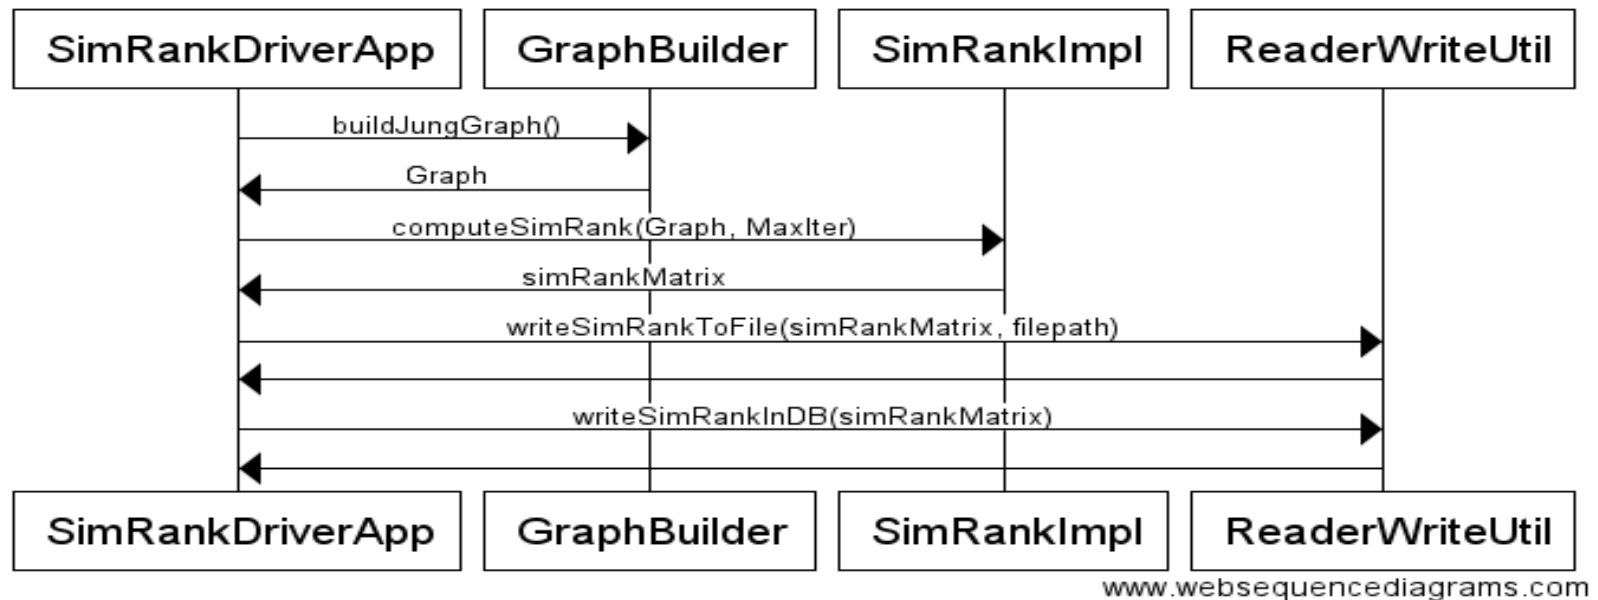 SimRankDriverApp
GraphBuilder
SimRankImpl
ReaderWriteUtil
buildJungGraph()
Graph
computeSimRank(Graph, MaxIter)
simRankMatrix
writeSimRankToFile(simRankMatrix, filepath)
writeSimRankInDB(simRankMatrix)
SimRankDriverApp
GraphBuilder
SimRankImpl
ReaderWriteUtil
www.websequencediagrams.com